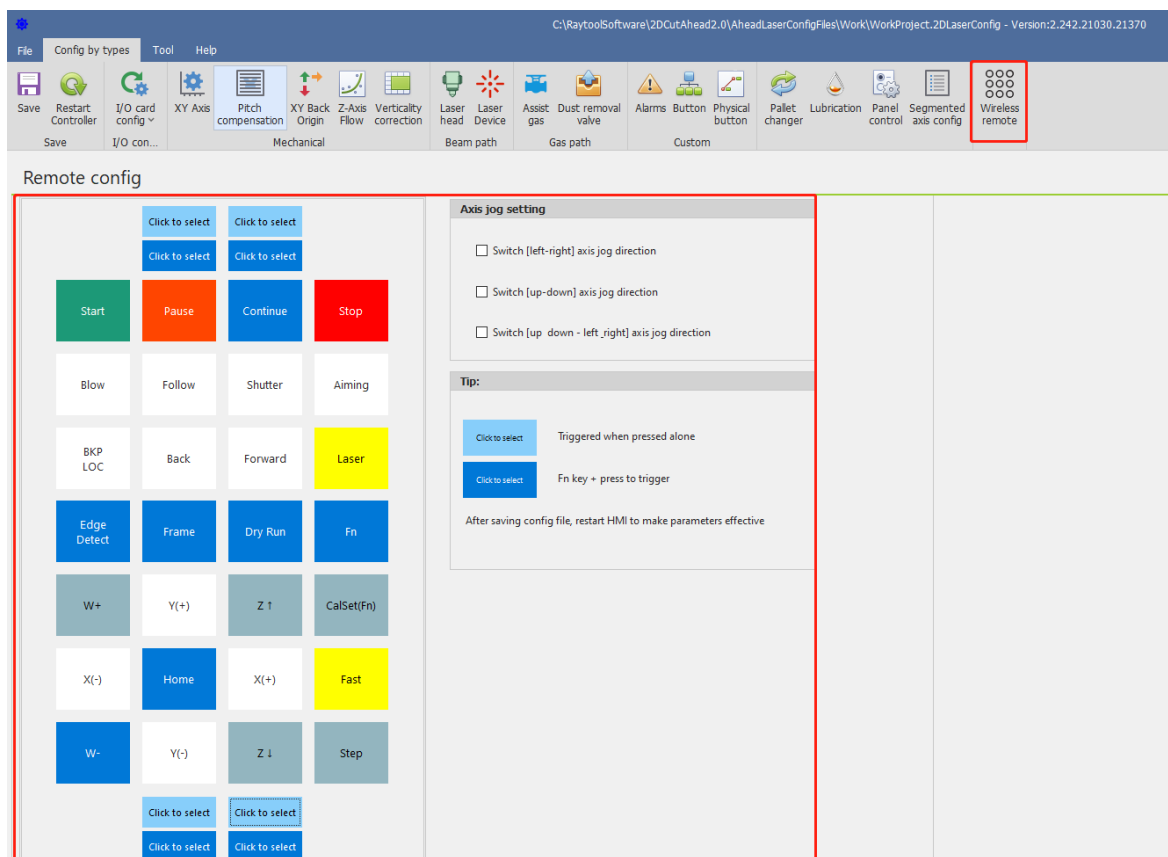 C:\RaytoolSoftware\2DCutAhead2.0\AheadLaserConfigFiles\Work\WorkProject.2DLaserConfig - Version:2.242.21030.21370
File
Config by types
Tool
Help
Save
Restart
Controller
I/O card
config
XY Axis
Pitch
compensation
XY Back
Origin
Z-Axis
Fllow
Verticality
correction
Laser
head
Laser
Device
Assist
gas
Dust removal
valve
Alarms
Button
Physical
button
Pallet
changer
Lubrication
Panel
control
Segmented
axis config
Wireless
remote
Save
I/O con...
Mechanical
Beam path
Gas path
Custom
Remote config
Click to select
Click to select
Click to select
Click to select
Start
Pause
Continue
Stop
Blow
Follow
Shutter
Aiming
BKP
LOC
Back
Forward
Laser
Edge
Detect
Frame
Dry Run
Fn
W+
Y(+)
Z ↑
CalSet(Fn)
X(-)
Home
X(+)
Fast
W-
Y(-)
Z ↓
Step
Click to select
Click to select
Click to select
Click to select
Axis jog setting
Switch [left-right] axis jog direction
Switch [up-down] axis jog direction
Switch [up down - left_right] axis jog direction
Tip:
Click to select
Triggered when pressed alone
Click to select
Fn key + press to trigger
After saving config file, restart HMI to make parameters effective